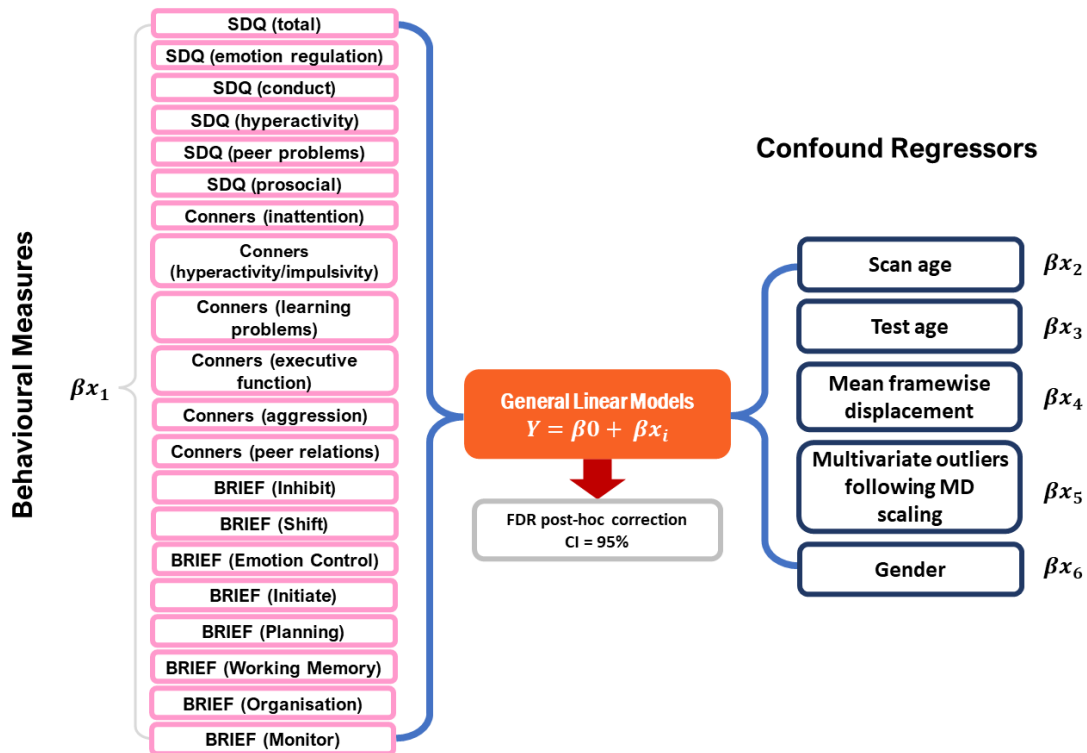 Behavioural Measures
βx₁
SDQ (total)
SDQ (emotion regulation)
SDQ (conduct)
SDQ (hyperactivity)
SDQ (peer problems)
SDQ (prosocial)
Conners (inattention)
Conners
(hyperactivity/impulsivity)
Conners (learning
problems)
Conners (executive
function)
Conners (aggression)
Conners (peer relations)
BRIEF (Inhibit)
BRIEF (Shift)
BRIEF (Emotion Control)
BRIEF (Initiate)
BRIEF (Planning)
BRIEF (Working Memory)
BRIEF (Organisation)
BRIEF (Monitor)
General Linear Models
Y = β0 + βxᵢ
FDR post-hoc correction
CI = 95%
Confound Regressors
Scan age
βx₂
Test age
βx₃
Mean framewise
displacement
βx₄
Multivariate outliers
following MD
scaling
βx₅
Gender
βx₆